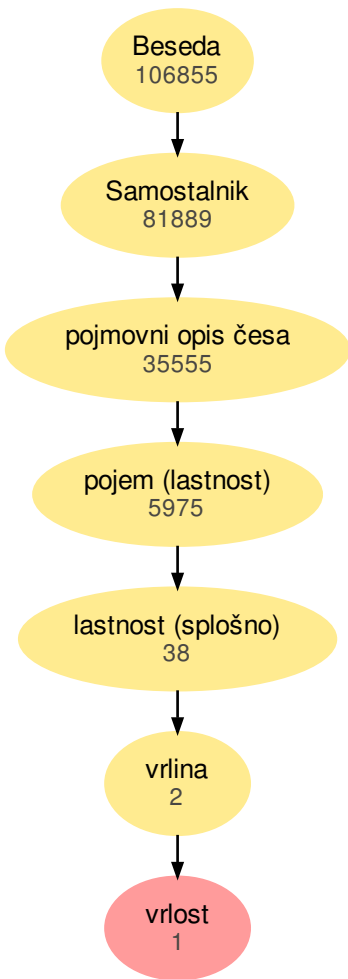 Beseda
106855
Samostalnik
81889
pojmovni opis česa
35555
pojem (lastnost)
5975
lastnost (splošno)
38
vrlina
2
vrlost
1